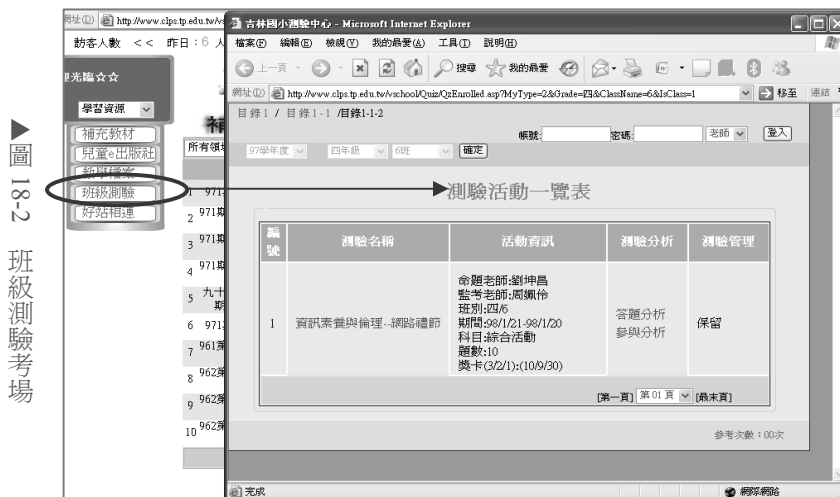 ▶圖 18-2 班級測驗考場
http://www.clps.tp.edu.tw/vs
訪客人數 << 昨日:6 人
光臨☆☆
學習資源
補充教材
兒童e出版社
教學檔案
班級測驗
好站相連
所有領
1 971
2 971期
3 971期
4 971期
5 九十
期
6 971
7 961第
8 962第
9 962第
10 962第
吉林國小測驗中心 - Microsoft Internet Explorer
檔案(F) 編輯(E) 檢視(V) 我的最愛(A) 工具(T) 說明(H)
上一頁 搜尋 我的最愛
網址(D) http://www.clps.tp.edu.tw/vschool/Quiz/QzEnrolled.asp?MyType=2&Grade=四&ClassName=6&IsClass=1 移至 連結
目錄1 / 目錄1-1 /目錄1-1-2
帳號: 密碼: 老師 登入
97學年度 四年級 6班 確定
測驗活動一覽表
編號 測驗名稱 活動資訊 測驗分析 測驗管理
1 資訊素養與倫理--網路禮節
命題老師:劉坤昌
監考老師:周姵伶
班別:四/6
期間:98/1/21-98/1/20
科目:綜合活動
題數:10
獎卡(3/2/1):(10/9/30)
答題分析
參與分析
保留
[第一頁] 第 01 頁 [最末頁]
參考次數:00次
完成 網際網路